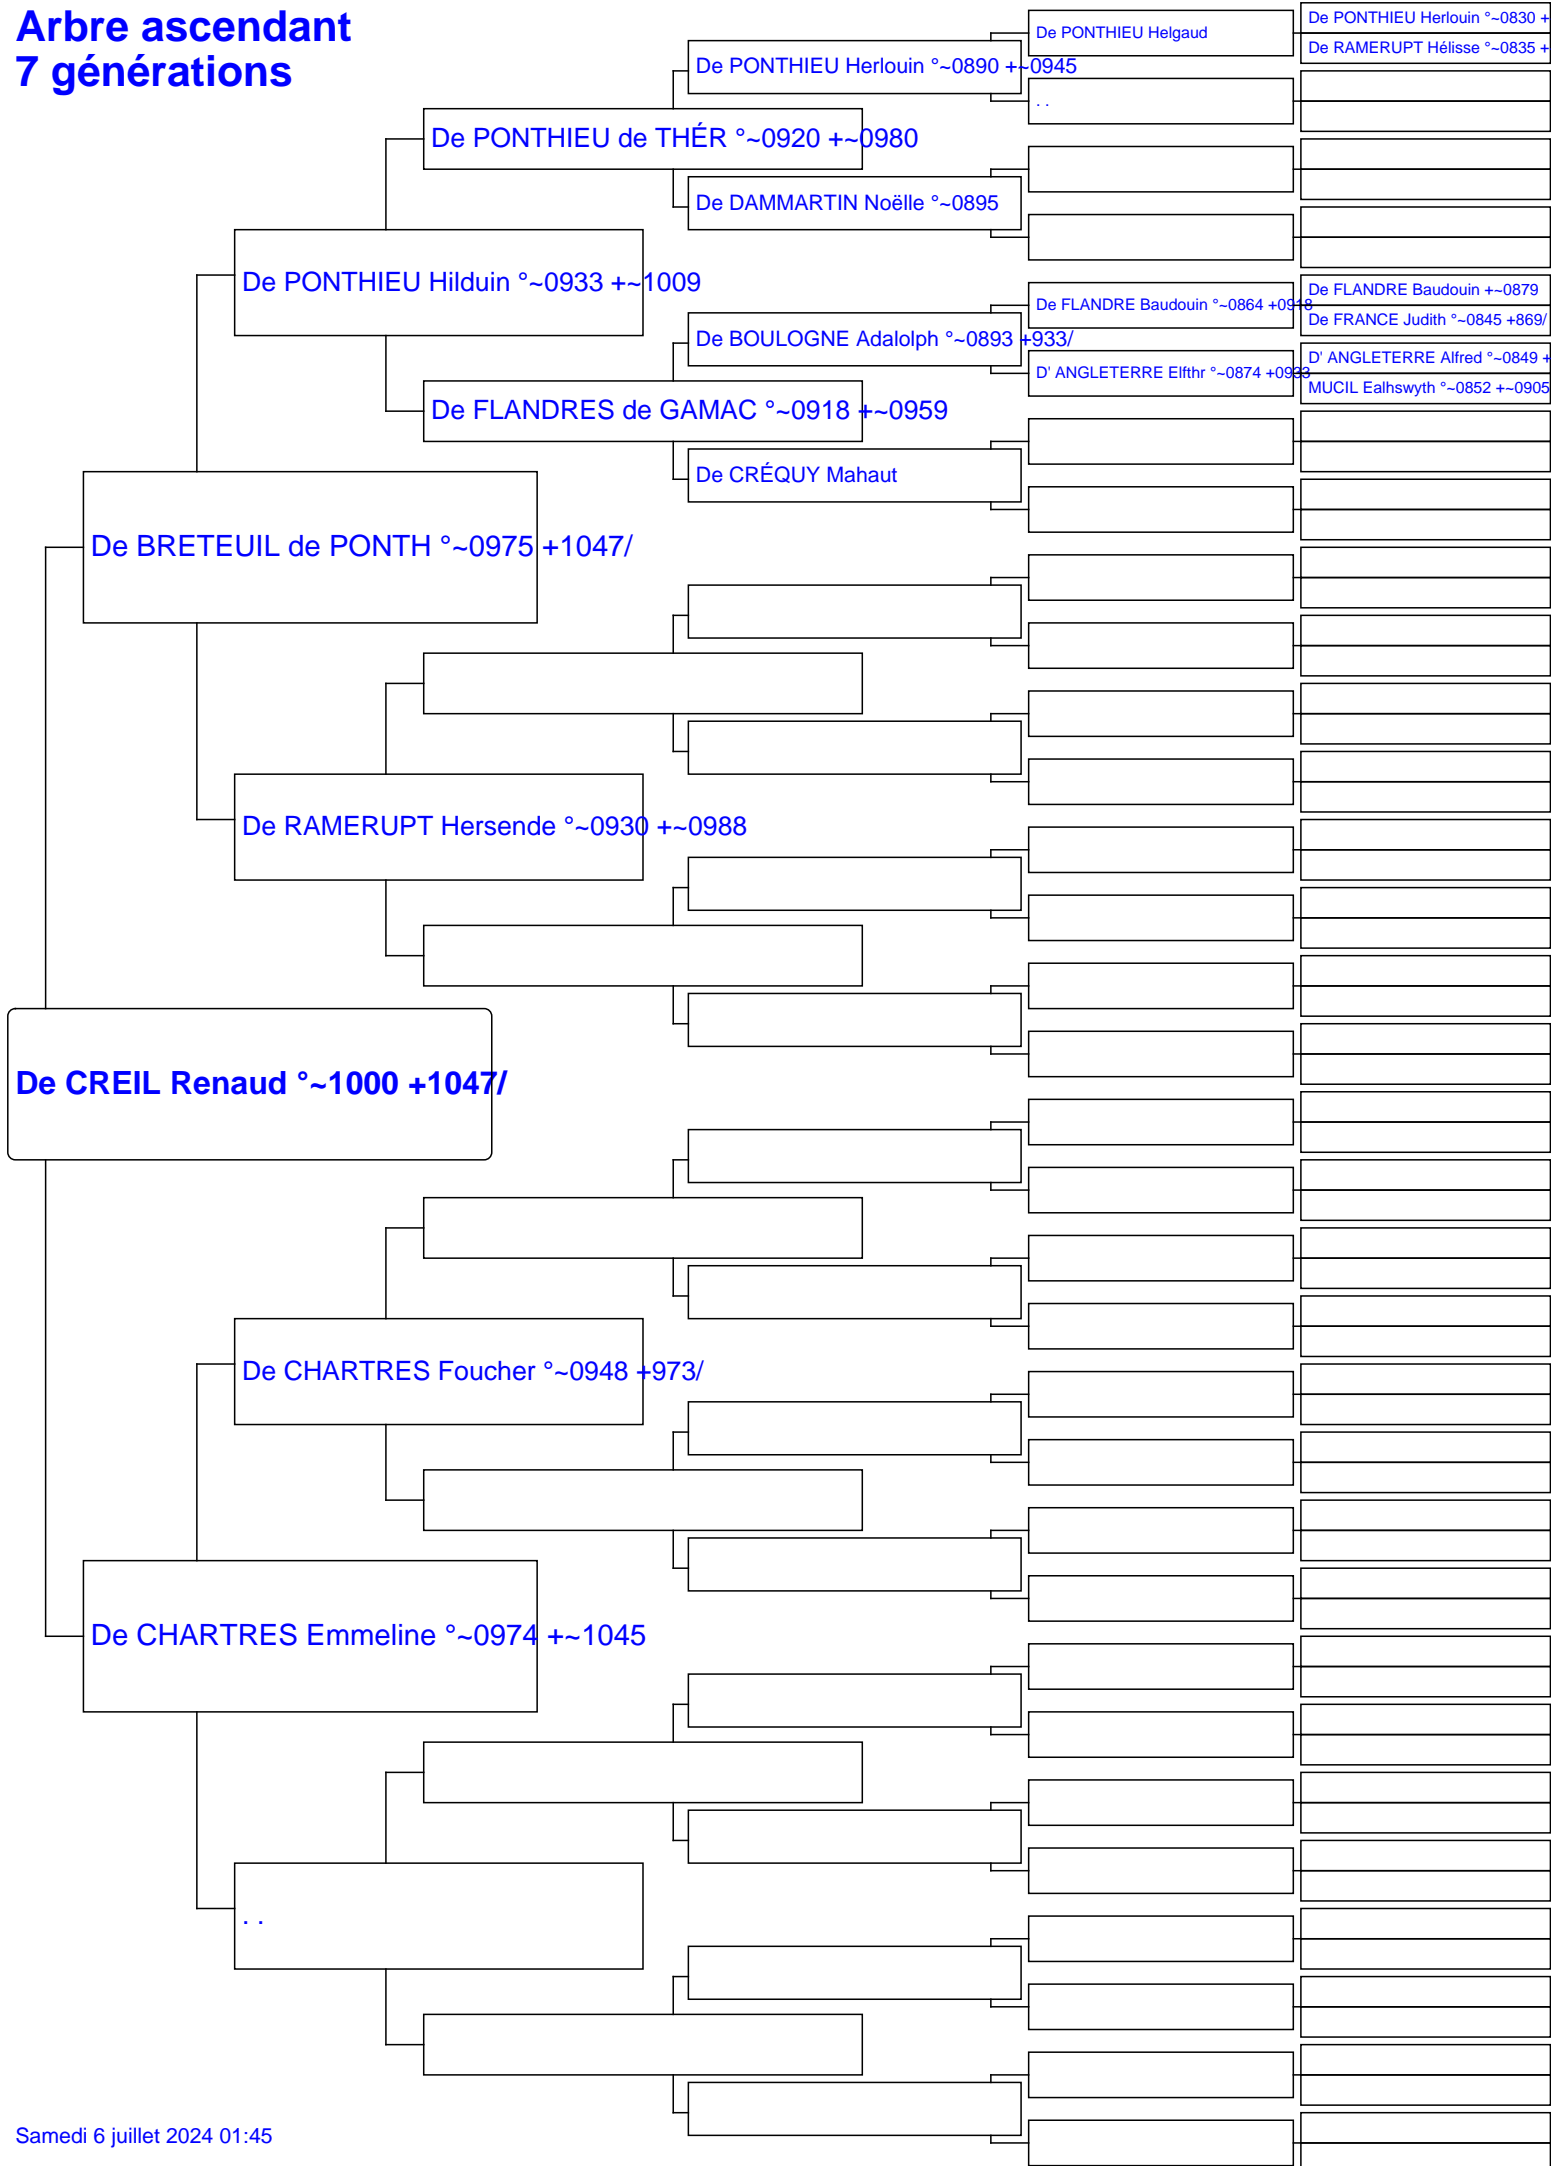 Arbre ascendant
7 générations
De PONTHIEU Helgaud
De PONTHIEU Herlouin °~0830 +
De RAMERUPT Hélisse °~0835 +
De PONTHIEU Herlouin °~0890 +~0945
. .
De PONTHIEU de THÉR °~0920 +~0980
De DAMMARTIN Noëlle °~0895
De PONTHIEU Hilduin °~0933 +~1009
De FLANDRE Baudouin °~0864 +0918
De FLANDRE Baudouin +~0879
De FRANCE Judith °~0845 +869/
De BOULOGNE Adalolph °~0893 +933/
D' ANGLETERRE Elfthr °~0874 +0933
D' ANGLETERRE Alfred °~0849 +
MUCIL Ealhswyth °~0852 +~0905
De FLANDRES de GAMAC °~0918 +~0959
De CRÉQUY Mahaut
De BRETEUIL de PONTH °~0975 +1047/
De RAMERUPT Hersende °~0930 +~0988
De CREIL Renaud °~1000 +1047/
De CHARTRES Foucher °~0948 +973/
De CHARTRES Emmeline °~0974 +~1045
. .
Samedi 6 juillet 2024 01:45